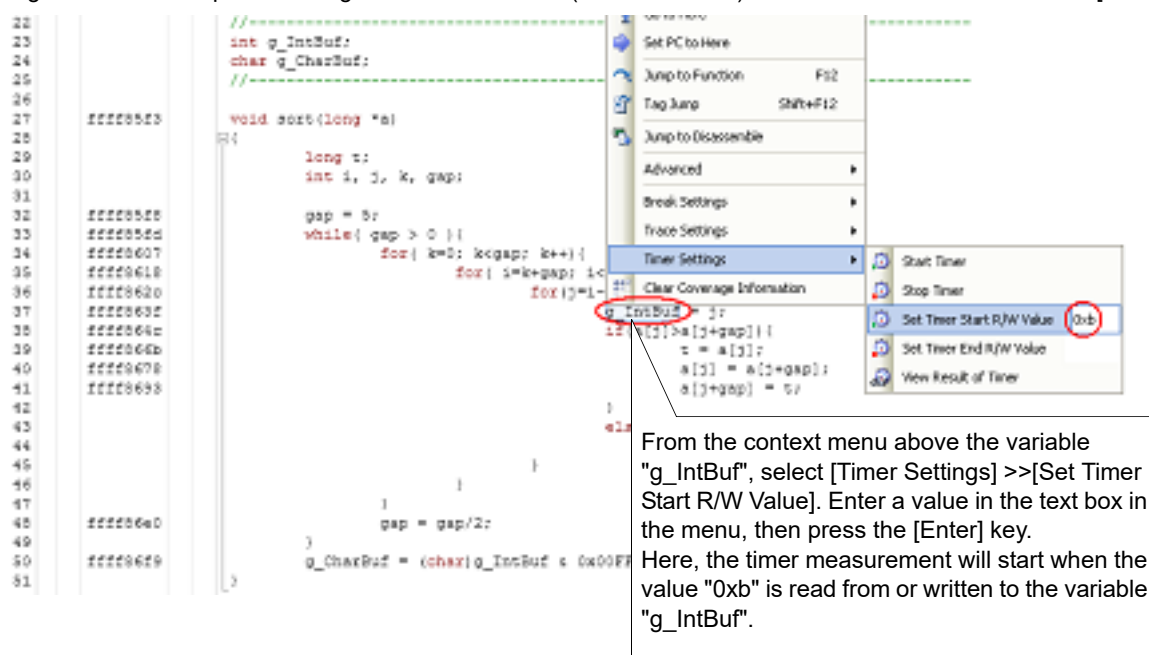 22 //-----------------------------------
23 int g_IntBuf;
24 char g_CharBuf;
25 //-----------------------------------
26
27 ffff85f3 void sort(long *a)
28 {
29 long t;
30 int i, j, k, gap;
31
32 ffff85f8 gap = 5;
33 ffff85fd while( gap > 0 ){
34 ffff8607 for( k=0; k<gap; k++){
35 ffff8618 for( i=k+gap; i<
36 ffff862c for(j=i-
37 ffff863f g_IntBuf = j;
38 ffff864c if(a[j]>a[j+gap]){
39 ffff866b t = a[j];
40 ffff8678 a[j] = a[j+gap];
41 ffff8693 a[j+gap] = t;
42 }
43 els
44
45 }
46 }
47 }
48 ffff86e0 gap = gap/2;
49 }
50 ffff86f9 g_CharBuf = (char)g_IntBuf & 0x00FF
51 }
Set PC to Here
Jump to Function F12
Tag Jump Shift+F12
Jump to Disassemble
Advanced
Break Settings
Trace Settings
Timer Settings
Clear Coverage Information
Start Timer
Stop Timer
Set Timer Start R/W Value 0xb
Set Timer End R/W Value
View Result of Timer
From the context menu above the variable
"g_IntBuf", select [Timer Settings] >>[Set Timer
Start R/W Value]. Enter a value in the text box in
the menu, then press the [Enter] key.
Here, the timer measurement will start when the
value "0xb" is read from or written to the variable
"g_IntBuf".